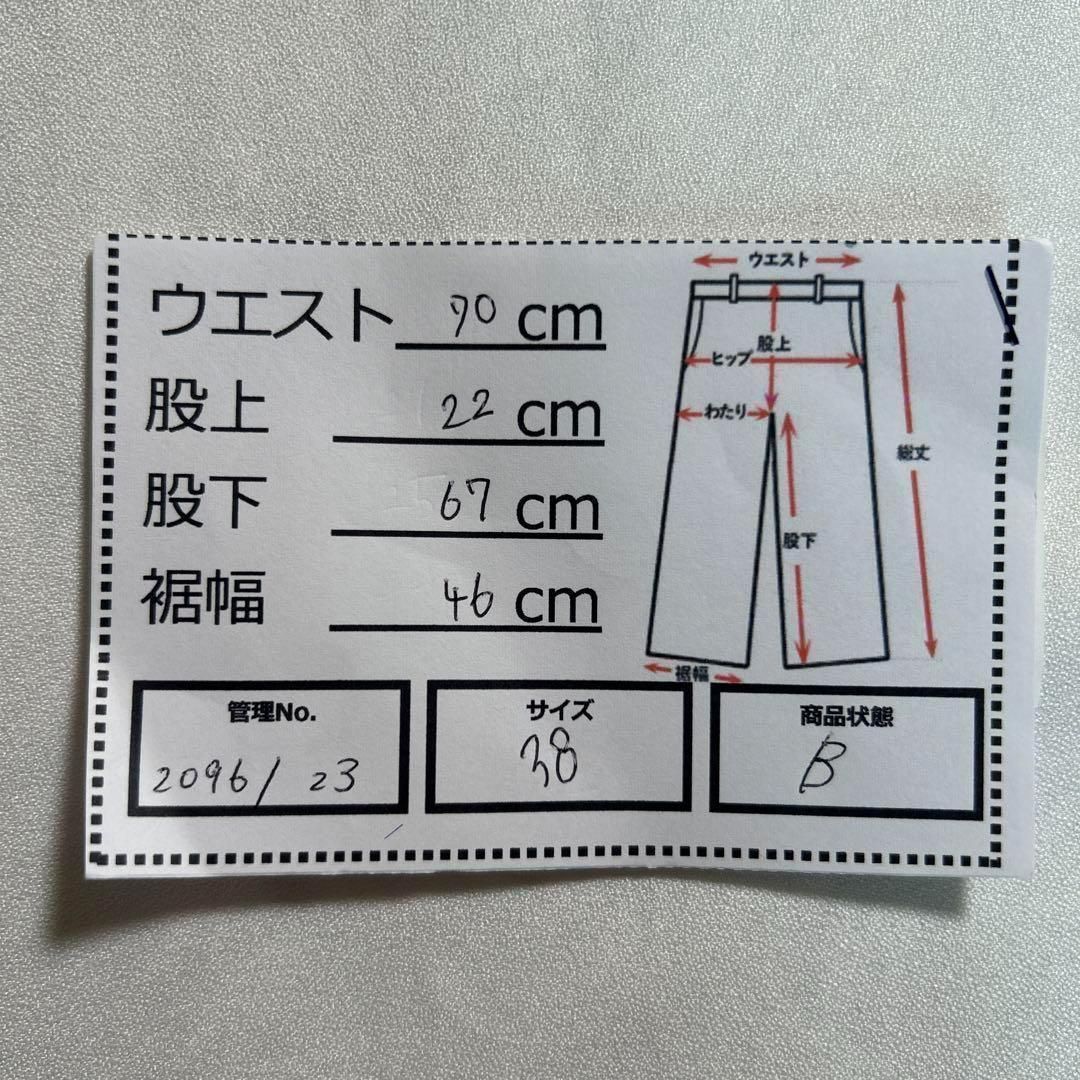 ウエスト 70 cm
股上 22 cm
股下 67 cm
裾幅 46 cm
ウエスト
股上
ヒップ
わたり
総丈
股下
裾幅
管理No.
2096/23
サイズ
38
商品状態
B